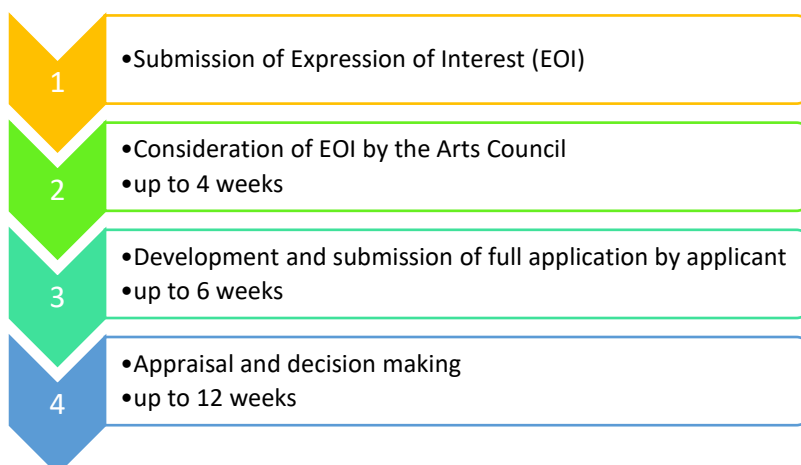 1
•Submission of Expression of Interest (EOI)
2
•Consideration of EOI by the Arts Council
•up to 4 weeks
3
•Development and submission of full application by applicant
•up to 6 weeks
4
•Appraisal and decision making
•up to 12 weeks